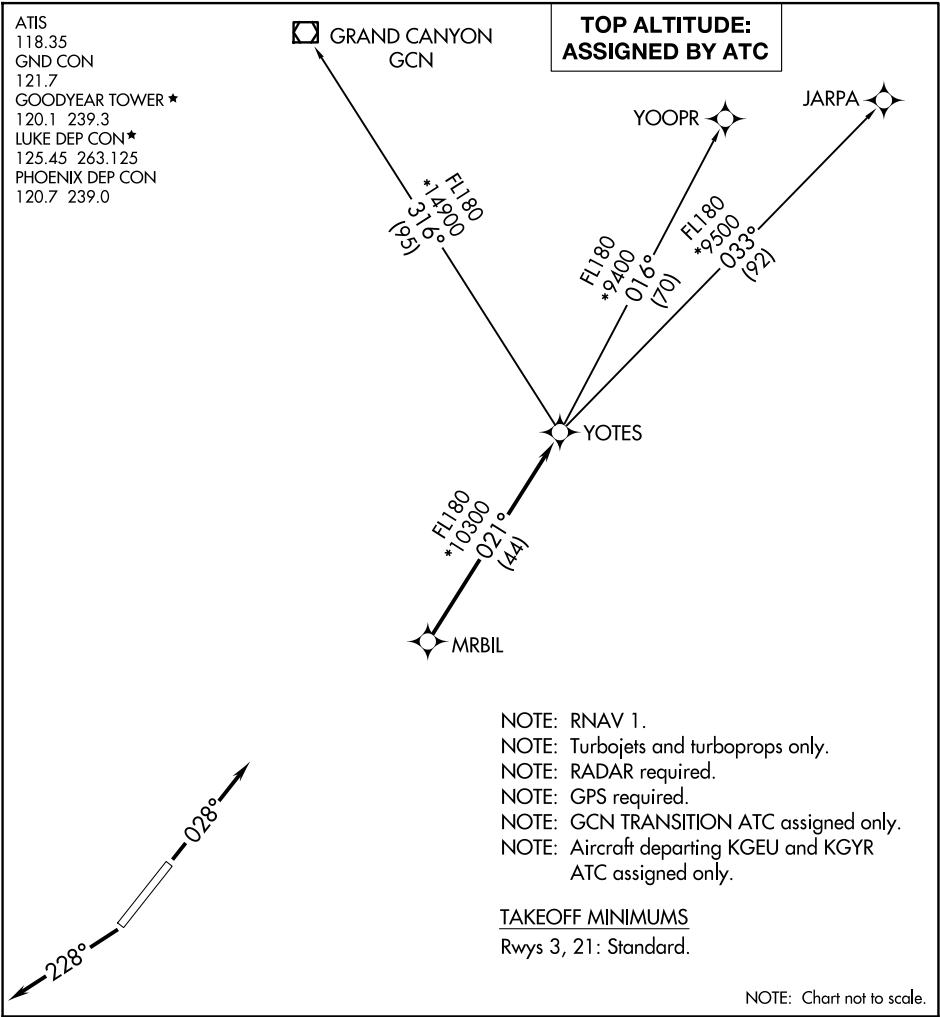 ATIS
118.35
GND CON
121.7
GOODYEAR TOWER ★
120.1 239.3
LUKE DEP CON★
125.45 263.125
PHOENIX DEP CON
120.7 239.0
GRAND CANYON
GCN
TOP ALTITUDE:
ASSIGNED BY ATC
YOOPR
JARPA
FL180
*14900
316°
(95)
FL180
*9400
016°
(70)
FL180
*9500
033°
(92)
YOTES
FL180
*10300
021°
(44)
MRBIL
028°
228°
NOTE: RNAV 1.
NOTE: Turbojets and turboprops only.
NOTE: RADAR required.
NOTE: GPS required.
NOTE: GCN TRANSITION ATC assigned only.
NOTE: Aircraft departing KGEU and KGYR
ATC assigned only.
TAKEOFF MINIMUMS
Rwys 3, 21: Standard.
NOTE: Chart not to scale.